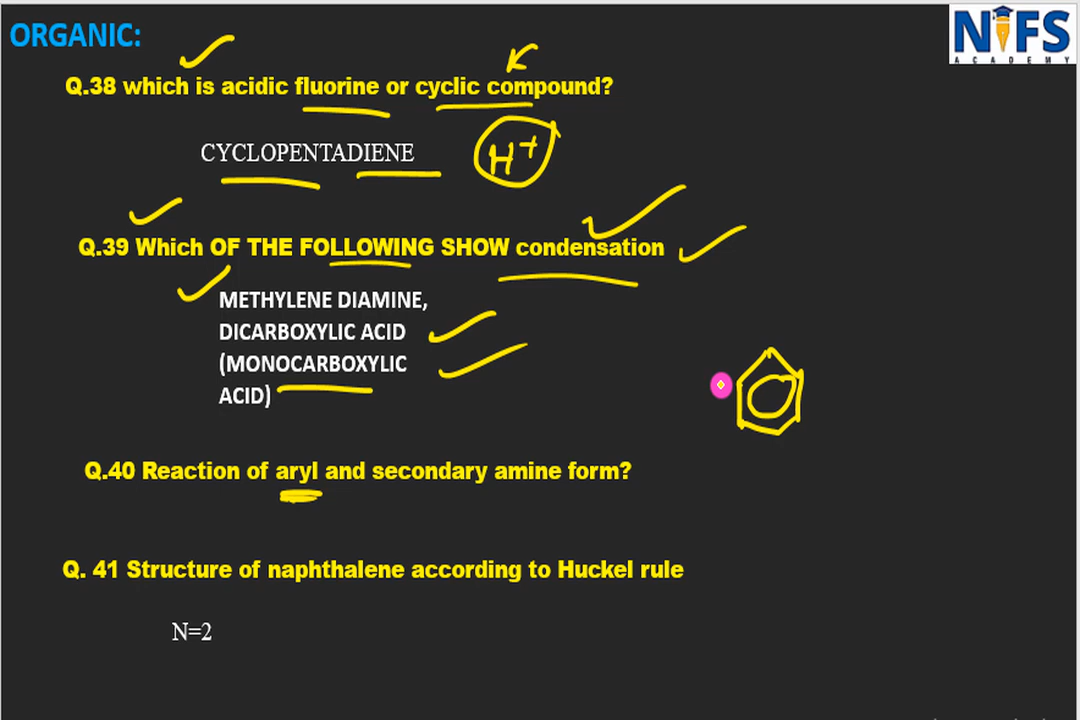 ORGANIC:
NIFS
ACADEMY
Q.38 which is acidic fluorine or cyclic compound?
CYCLOPENTADIENE
H+
Q.39 Which OF THE FOLLOWING SHOW condensation
METHYLENE DIAMINE,
DICARBOXYLIC ACID
(MONOCARBOXYLIC
ACID)
Q.40 Reaction of aryl and secondary amine form?
Q. 41 Structure of naphthalene according to Huckel rule
N=2